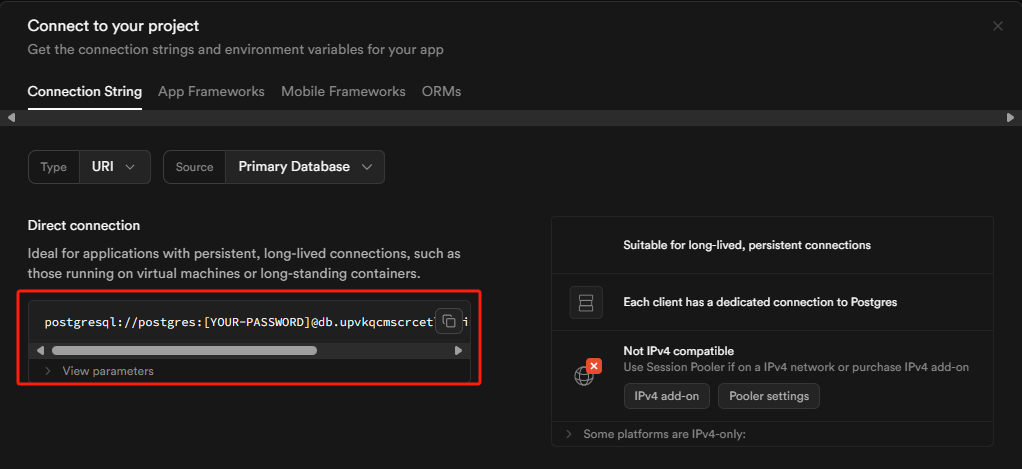 Connect to your project
Get the connection strings and environment variables for your app
Connection String App Frameworks Mobile Frameworks ORMs
Type URI Source Primary Database
Direct connection
Ideal for applications with persistent, long-lived connections, such as
those running on virtual machines or long-standing containers.
postgresql://postgres:[YOUR-PASSWORD]@db.upvkqcmscrcet
View parameters
Suitable for long-lived, persistent connections
Each client has a dedicated connection to Postgres
Not IPv4 compatible
Use Session Pooler if on a IPv4 network or purchase IPv4 add-on
IPv4 add-on Pooler settings
Some platforms are IPv4-only: